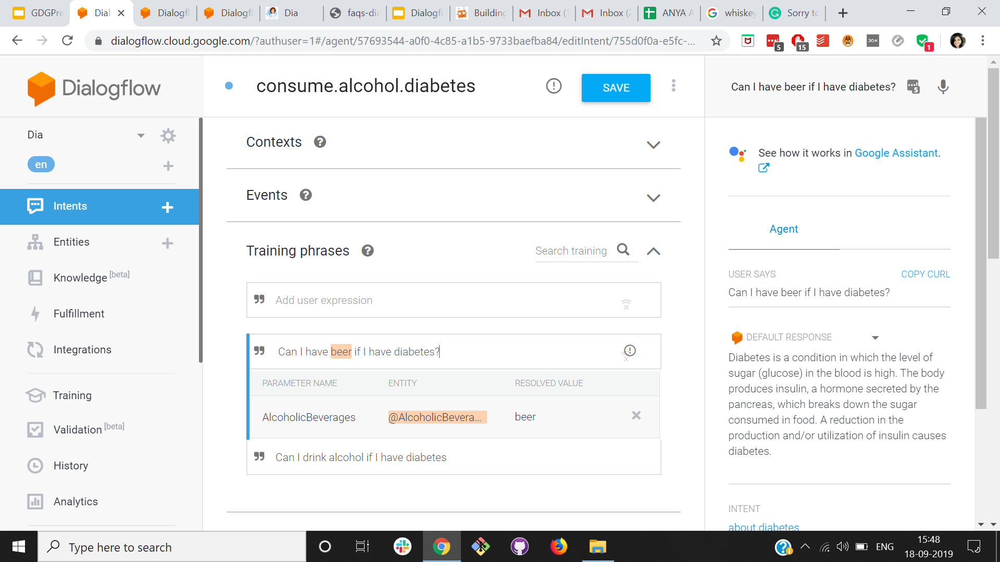 GDGPre
Dial
Dialogfl
Dialogfl
Dia
faqs-dia
Dialogfl
Building
Inbox (
Inbox (2
ANYA A
whiskey
Sorry to
dialogflow.cloud.google.com/?authuser=1#/agent/57693544-a0f0-4c85-a1b5-9733baefba84/editIntent/755d0f0a-e5fc-...
5
15
30
1
Dialogflow
consume.alcohol.diabetes
SAVE
Can I have beer if I have diabetes?
5
Dia
en
Intents
Entities
Knowledge [beta]
Fulfillment
Integrations
Training
Validation [beta]
History
Analytics
Contexts
Events
Training phrases
Search training
Add user expression
Can I have beer if I have diabetes?
PARAMETER NAME ENTITY RESOLVED VALUE
AlcoholicBeverages @AlcoholicBevera... beer
Can I drink alcohol if I have diabetes
See how it works in Google Assistant.
Agent
USER SAYS COPY CURL
Can I have beer if I have diabetes?
DEFAULT RESPONSE
Diabetes is a condition in which the level of
sugar (glucose) in the blood is high. The body
produces insulin, a hormone secreted by the
pancreas, which breaks down the sugar
consumed in food. A reduction in the
production and/or utilization of insulin causes
diabetes.
INTENT
about.diabetes
Type here to search
ENG
15:48
18-09-2019